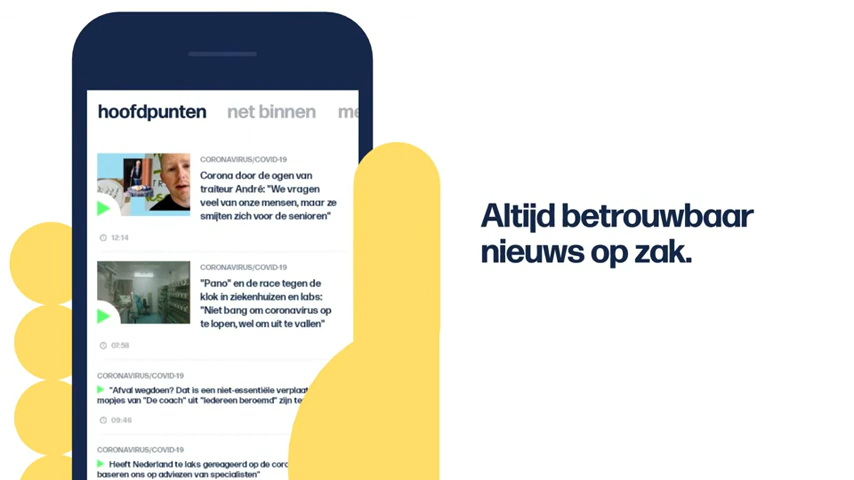 hoofdpunten net binnen me
CORONAVIRUS/COVID-19
Corona door de ogen van
traiteur André: "We vragen
veel van onze mensen, maar ze
smijten zich voor de senioren"
12:14
CORONAVIRUS/COVID-19
"Pano" en de race tegen de
klok in ziekenhuizen en labs:
"Niet bang om coronavirus op
te lopen, wel om uit te vallen"
07:58
CORONAVIRUS/COVID-19
"Afval wegdoen? Dat is een niet-essentiële verplaat
mopjes van "De coach" uit "Iedereen beroemd" zijn te
09:46
CORONAVIRUS/COVID-19
Heeft Nederland te laks gereageerd op de coro
baseren ons op adviezen van specialisten"
Altijd betrouwbaar
nieuws op zak.